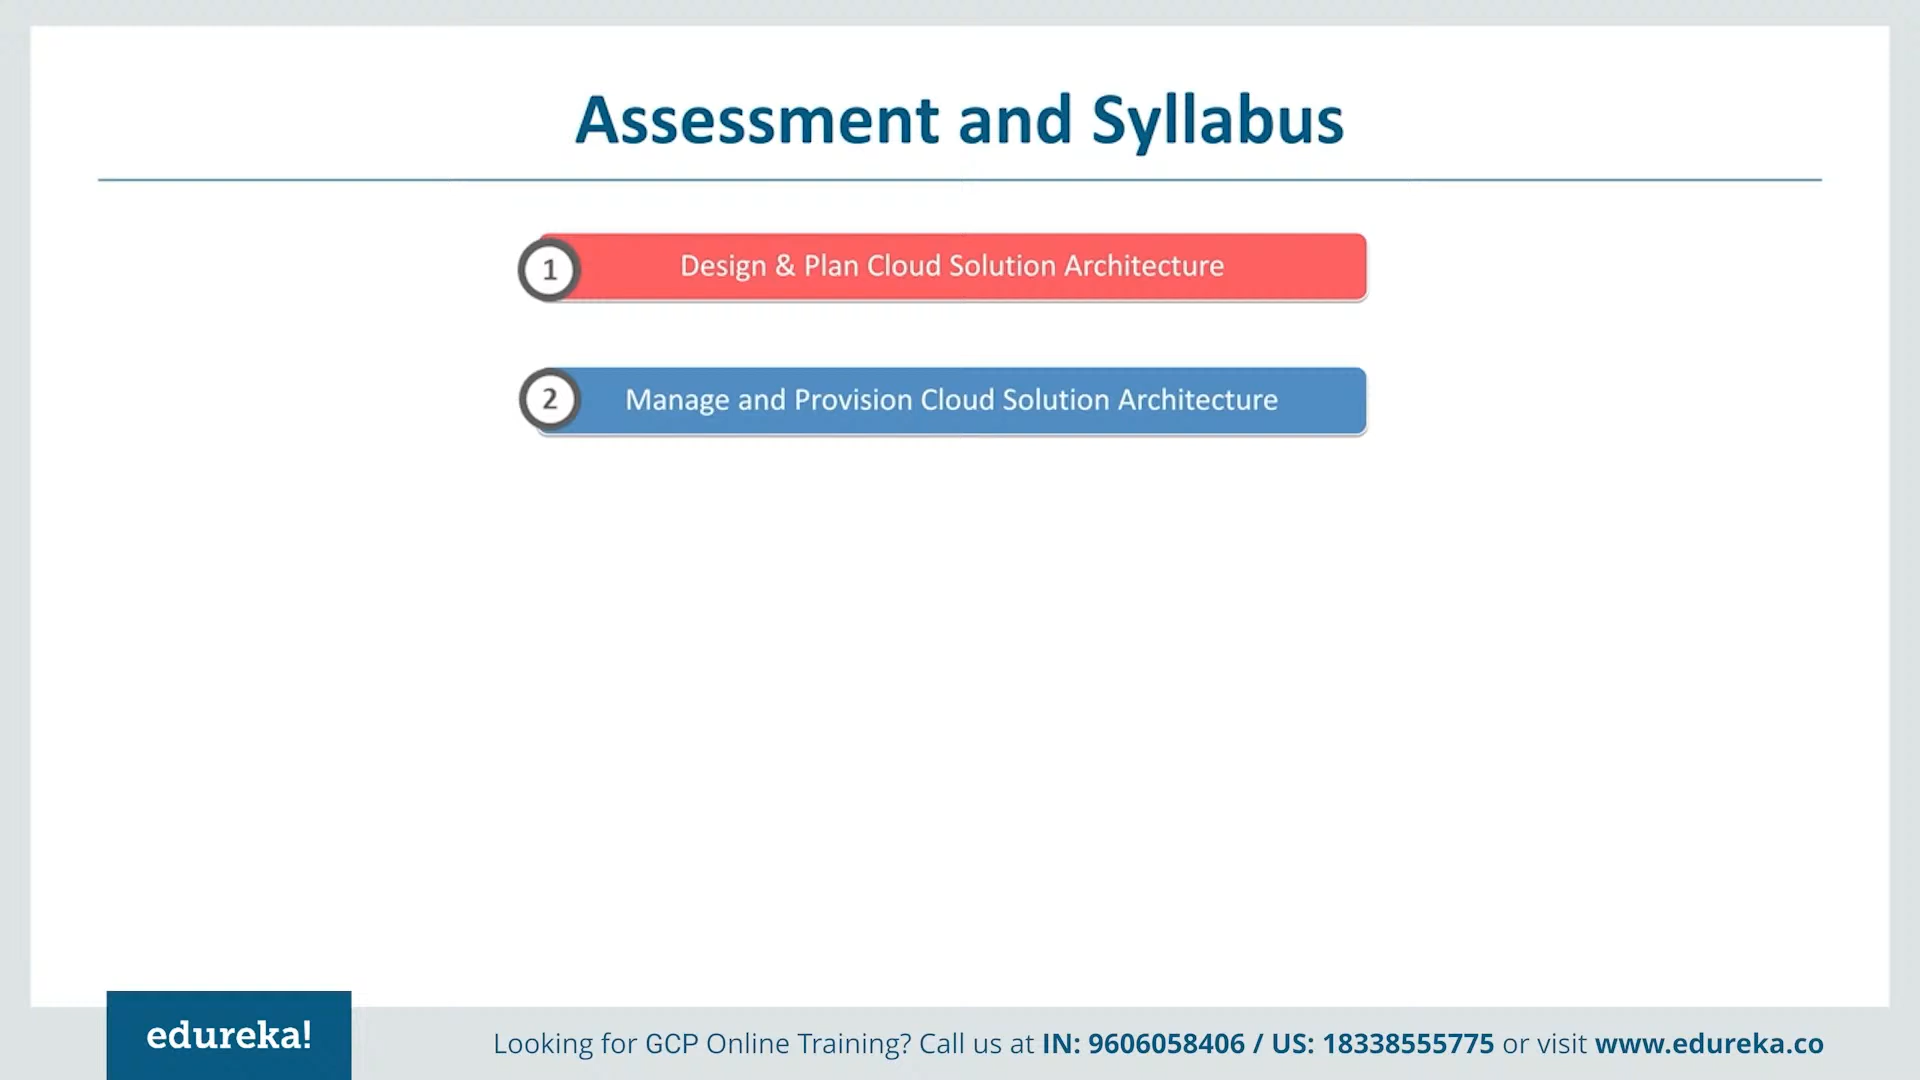 Assessment and Syllabus
1 Design & Plan Cloud Solution Architecture
2 Manage and Provision Cloud Solution Architecture
edureka!
Looking for GCP Online Training? Call us at IN: 9606058406 / US: 18338555775 or visit www.edureka.co